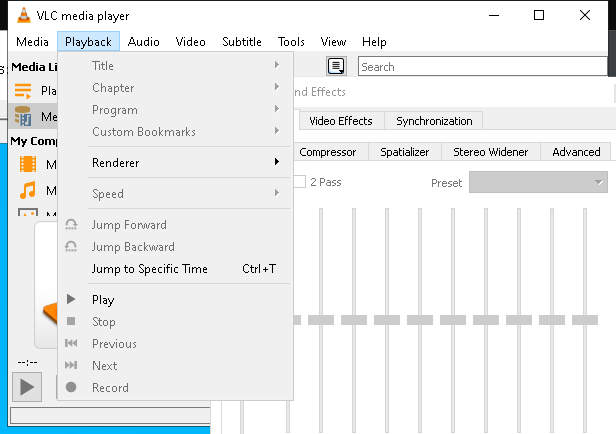 VLC media player
Media Playback Audio Video Subtitle Tools View Help
Media Li
Title
Search
Pla
Chapter
nd Effects
Me
Program
Video Effects Synchronization
Custom Bookmarks
My Comp
Compressor Spatializer Stereo Widener Advanced
M
Renderer
2 Pass Preset
M
Speed
M
Jump Forward
Jump Backward
Jump to Specific Time Ctrl+T
Play
Stop
Previous
--:--
Next
Record